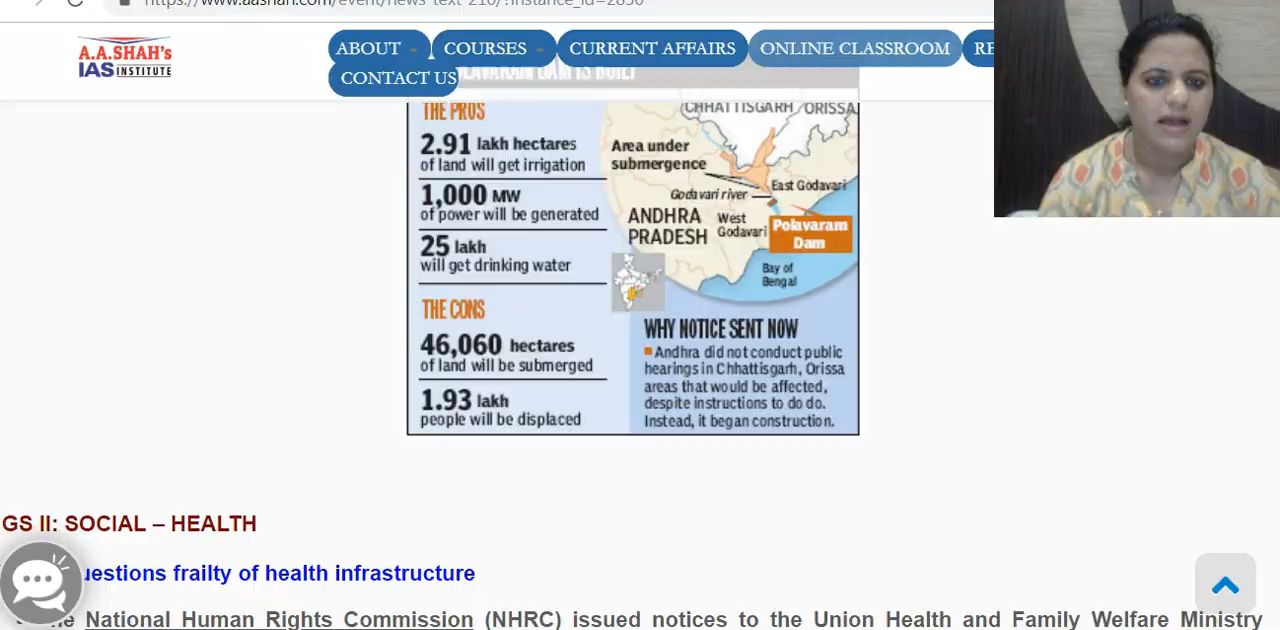 https://www.aashah.com/event/news-text-210/?instance_id=2850
A.A.SHAH's
IAS INSTITUTE
ABOUT
COURSES
CURRENT AFFAIRS
ONLINE CLASSROOM
RE
CONTACT US
DAM IS BUILT
THE PROS
2.91 lakh hectares
of land will get irrigation
1,000 MW
of power will be generated
25 lakh
will get drinking water
THE CONS
46,060 hectares
of land will be submerged
1.93 lakh
people will be displaced
CHHATTISGARH
ORISSA
Area under
submergence
East Godavari
Godavari river
ANDHRA
PRADESH
West
Godavari
Polavaram
Dam
Bay of
Bengal
WHY NOTICE SENT NOW
Andhra did not conduct public
hearings in Chhattisgarh, Orissa
areas that would be affected,
despite instructions to do do.
Instead, it began construction.
GS II: SOCIAL – HEALTH
uestions frailty of health infrastructure
National Human Rights Commission (NHRC) issued notices to the Union Health and Family Welfare Ministry